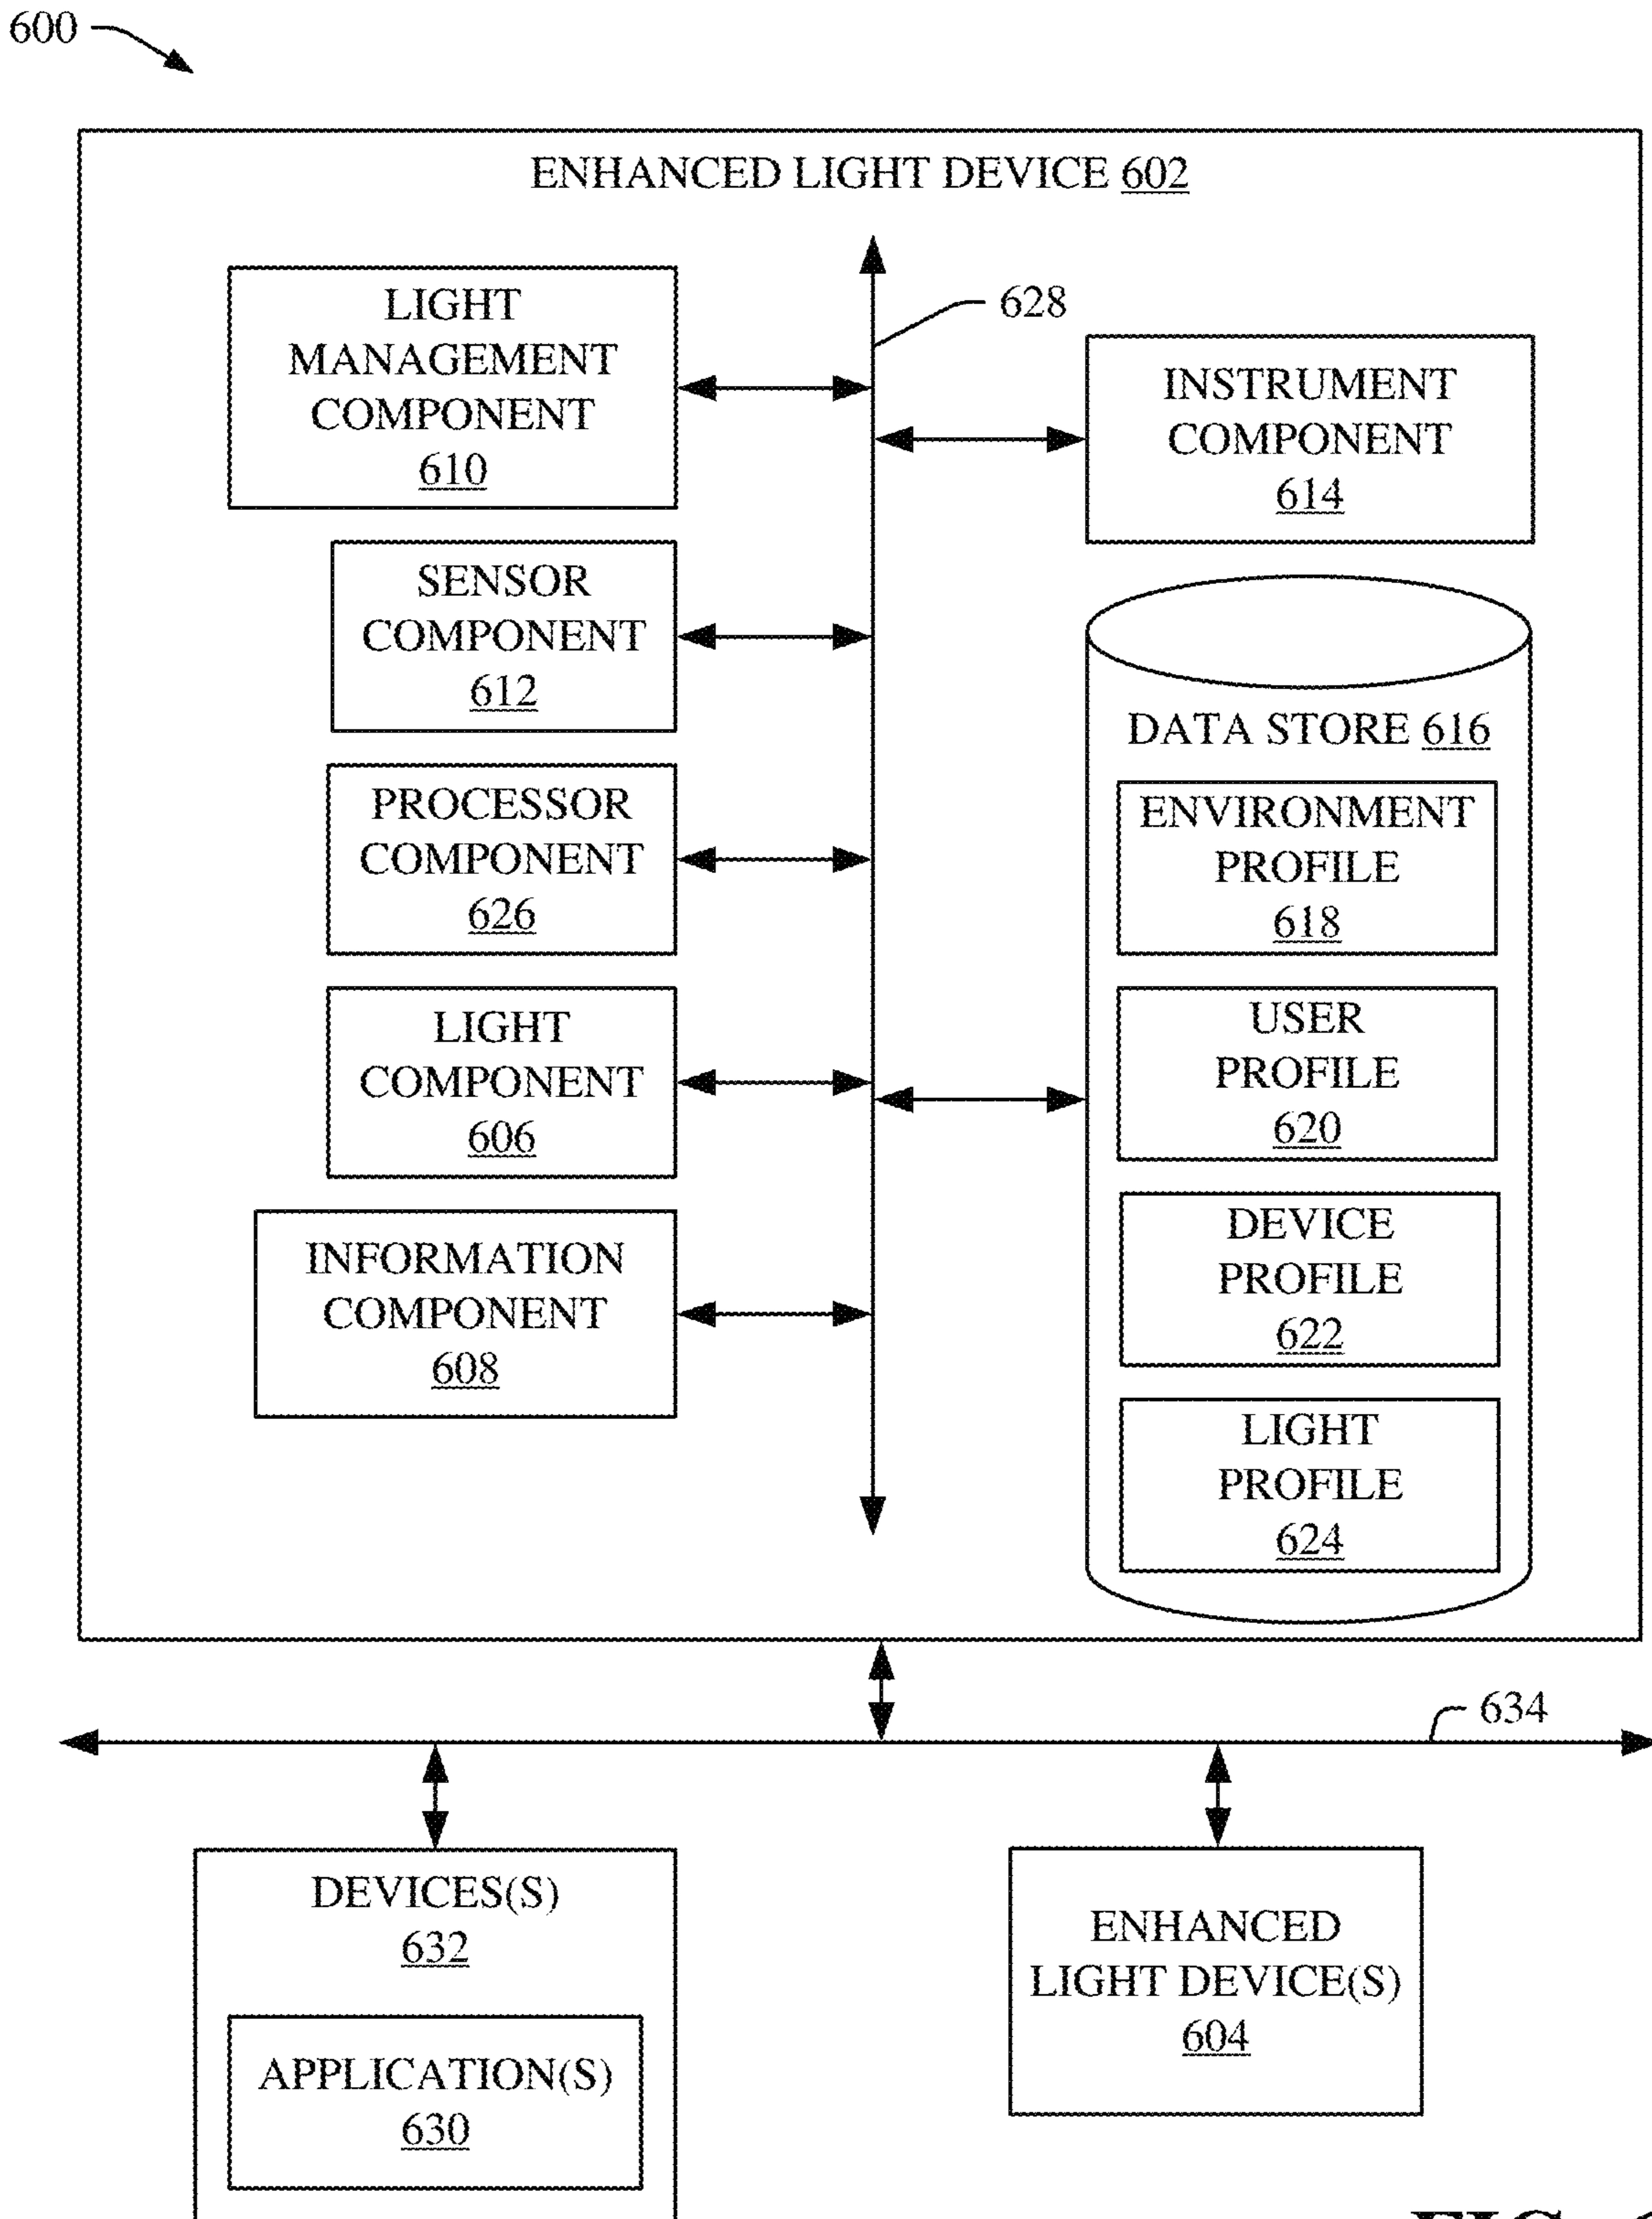 600
ENHANCED LIGHT DEVICE 602
LIGHT
MANAGEMENT
COMPONENT
610
628
INSTRUMENT
COMPONENT
614
SENSOR
COMPONENT
612
PROCESSOR
COMPONENT
626
LIGHT
COMPONENT
606
INFORMATION
COMPONENT
608
DATA STORE 616
ENVIRONMENT
PROFILE
618
USER
PROFILE
620
DEVICE
PROFILE
622
LIGHT
PROFILE
624
634
DEVICES(S)
632
APPLICATION(S)
630
ENHANCED
LIGHT DEVICE(S)
604